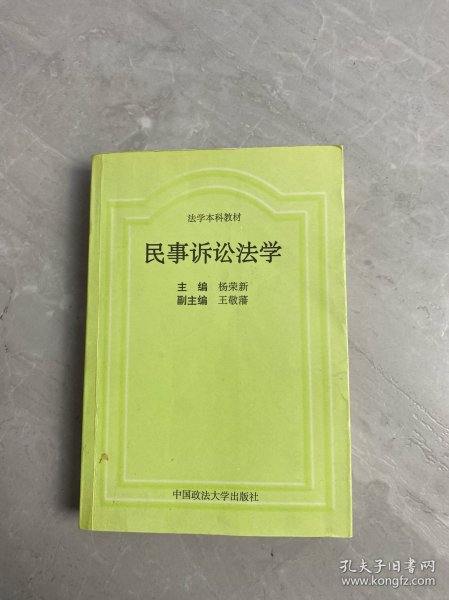 法学本科教材
民事诉讼法学
主 编 杨荣新
副主编 王敬藩
中国政法大学出版社
孔夫子旧书网
www.kongfz.com